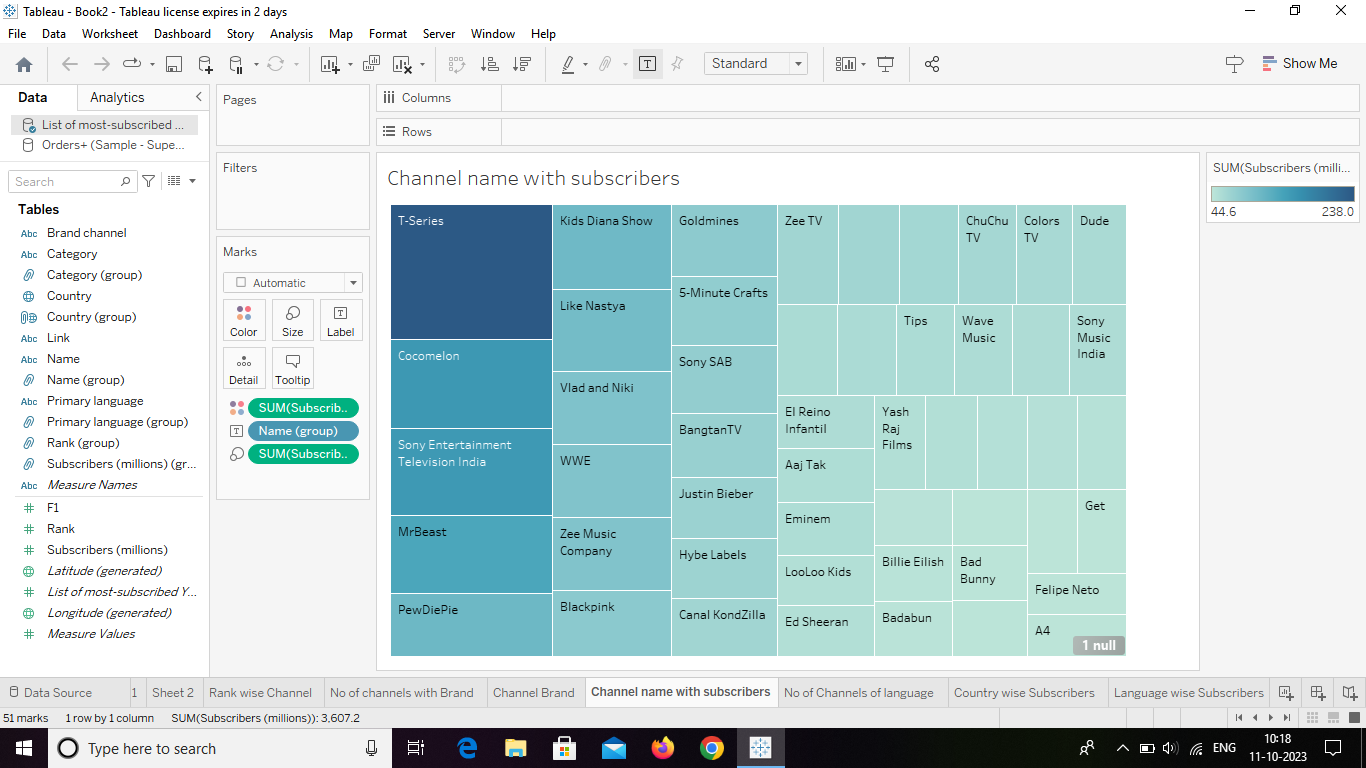 Tableau - Book2 - Tableau license expires in 2 days
File Data Worksheet Dashboard Story Analysis Map Format Server Window Help
Standard
Show Me
Data Analytics
List of most-subscribed ...
Orders+ (Sample - Supe...
Search
Tables
Abc Brand channel
Abc Category
Category (group)
Country
Country (group)
Abc Link
Abc Name
Name (group)
Abc Primary language
Primary language (group)
Rank (group)
Subscribers (millions) (gr...
Abc Measure Names
# F1
# Rank
# Subscribers (millions)
Latitude (generated)
# List of most-subscribed Y...
Longitude (generated)
# Measure Values
Pages
Filters
Marks
Automatic
Color Size Label
Detail Tooltip
SUM(Subscrib..
Name (group)
SUM(Subscrib..
Columns
Rows
Channel name with subscribers
T-Series
Cocomelon
Sony Entertainment
Television India
MrBeast
PewDiePie
Kids Diana Show
Like Nastya
Vlad and Niki
WWE
Zee Music
Company
Blackpink
Goldmines
5-Minute Crafts
Sony SAB
BangtanTV
Justin Bieber
Hybe Labels
Canal KondZilla
Zee TV
ChuChu
TV
Colors
TV
Dude
Tips
Wave
Music
Sony
Music
India
El Reino
Infantil
Aaj Tak
Eminem
LooLoo Kids
Ed Sheeran
Yash
Raj
Films
Billie Eilish
Badabun
Bad
Bunny
Get
Felipe Neto
A4
1 null
SUM(Subscribers (milli...
44.6 238.0
Data Source 1 Sheet 2 Rank wise Channel No of channels with Brand Channel Brand Channel name with subscribers No of Channels of language Country wise Subscribers Language wise Subscribers
51 marks 1 row by 1 column SUM(Subscribers (millions)): 3,607.2
Type here to search
ENG
10:18
11-10-2023